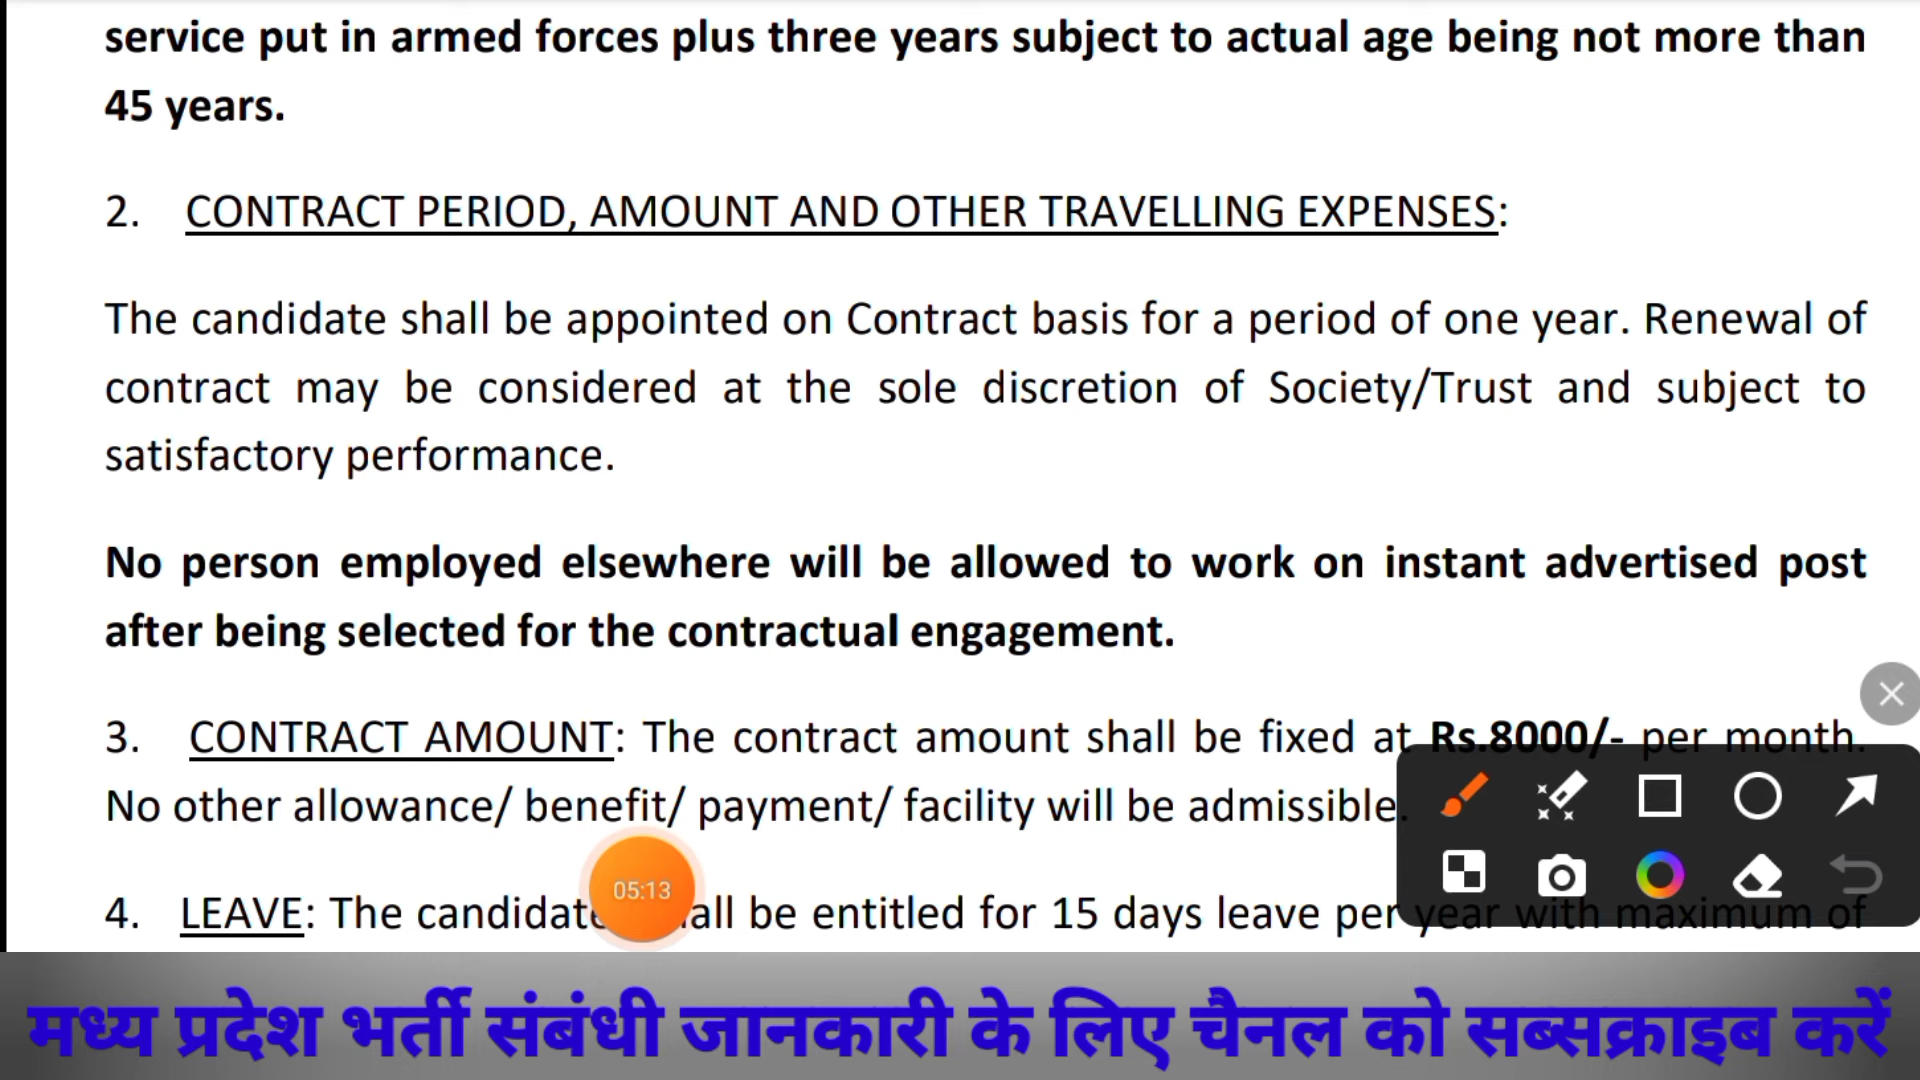 service put in armed forces plus three years subject to actual age being not more than
45 years.
2. CONTRACT PERIOD, AMOUNT AND OTHER TRAVELLING EXPENSES:
The candidate shall be appointed on Contract basis for a period of one year. Renewal of
contract may be considered at the sole discretion of Society/Trust and subject to
satisfactory performance.
No person employed elsewhere will be allowed to work on instant advertised post
after being selected for the contractual engagement.
3. CONTRACT AMOUNT: The contract amount shall be fixed at Rs.8000/- per month.
No other allowance/ benefit/ payment/ facility will be admissible.
05:13
4. LEAVE: The candidate shall be entitled for 15 days leave per year with maximum of
मध्य प्रदेश भर्ती संबंधी जानकारी के लिए चैनल को सब्सक्राइब करें